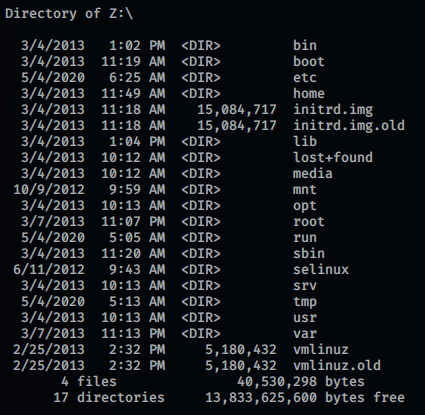 Directory of Z:\
3/4/2013 1:02 PM <DIR> bin
3/4/2013 11:19 AM <DIR> boot
5/4/2020 6:25 AM <DIR> etc
3/4/2013 11:49 AM <DIR> home
3/4/2013 11:18 AM 15,084,717 initrd.img
3/4/2013 11:18 AM 15,084,717 initrd.img.old
3/4/2013 1:04 PM <DIR> lib
3/4/2013 10:12 AM <DIR> lost+found
3/4/2013 10:12 AM <DIR> media
10/9/2012 9:59 AM <DIR> mnt
3/4/2013 10:13 AM <DIR> opt
3/7/2013 11:07 PM <DIR> root
5/4/2020 5:05 AM <DIR> run
3/4/2013 11:20 AM <DIR> sbin
6/11/2012 9:43 AM <DIR> selinux
3/4/2013 10:13 AM <DIR> srv
5/4/2020 5:13 AM <DIR> tmp
3/4/2013 10:13 AM <DIR> usr
3/7/2013 11:13 PM <DIR> var
2/25/2013 2:32 PM 5,180,432 vmlinuz
2/25/2013 2:32 PM 5,180,432 vmlinuz.old
4 files 40,530,298 bytes
17 directories 13,833,625,600 bytes free